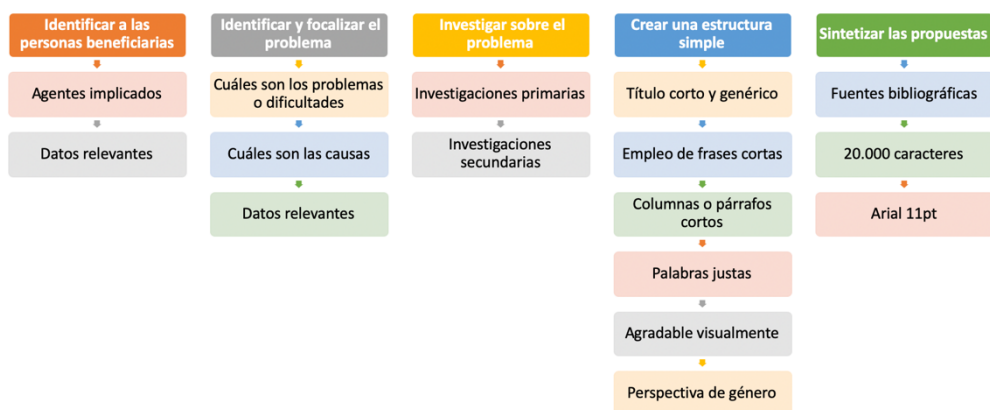 Identificar a las
personas beneficiarias
Agentes implicados
Datos relevantes
Identificar y focalizar el
problema
Cuáles son los problemas
o dificultades
Cuáles son las causas
Datos relevantes
Investigar sobre el
problema
Investigaciones primarias
Investigaciones
secundarias
Crear una estructura
simple
Título corto y genérico
Empleo de frases cortas
Columnas o párrafos
cortos
Palabras justas
Agradable visualmente
Perspectiva de género
Sintetizar las propuestas
Fuentes bibliográficas
20.000 caracteres
Arial 11pt